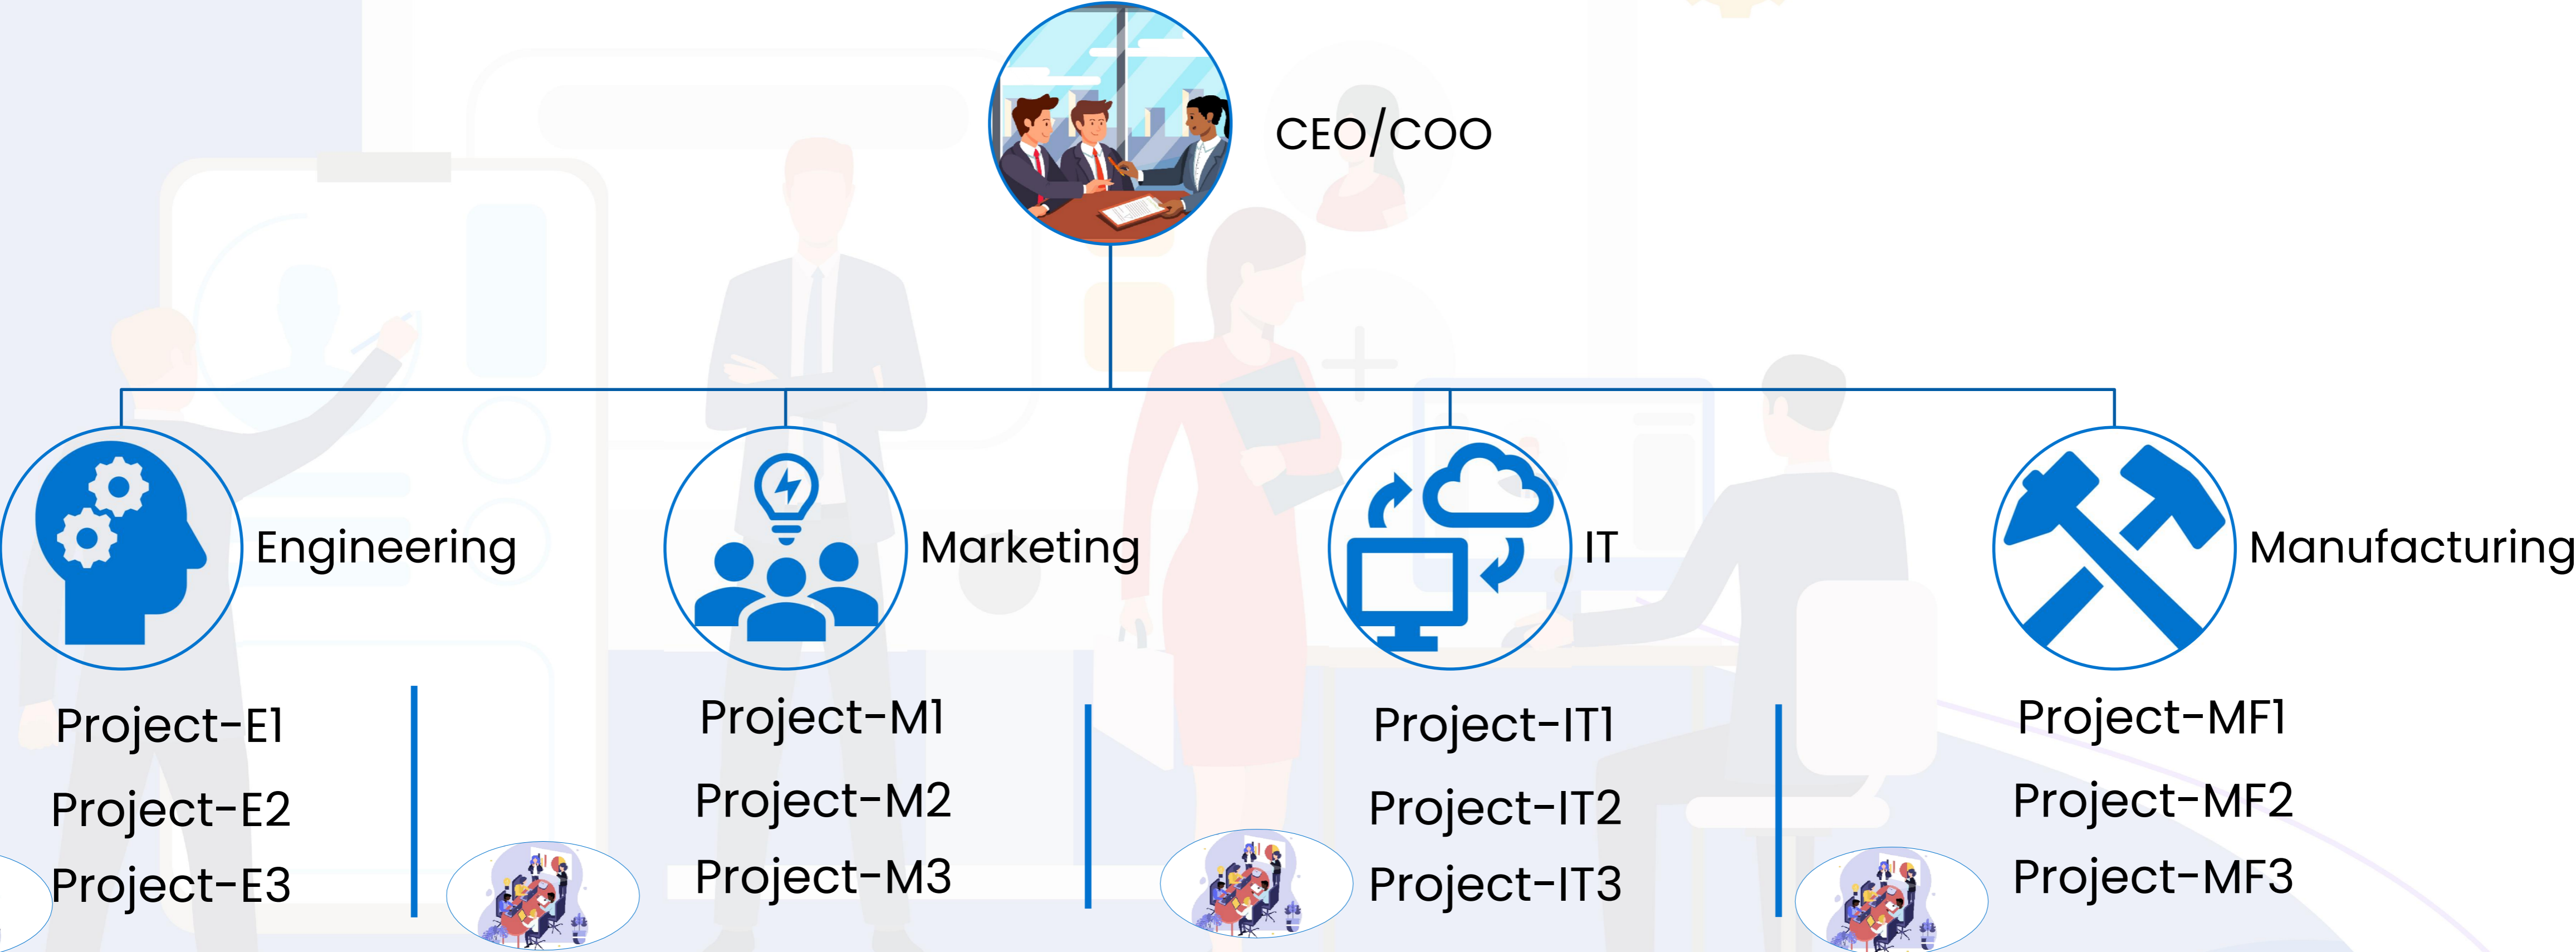 CEO/COO
Engineering
Marketing
IT
Manufacturing
Project-E1
Project-E2
Project-E3
Project-M1
Project-M2
Project-M3
Project-IT1
Project-IT2
Project-IT3
Project-MF1
Project-MF2
Project-MF3